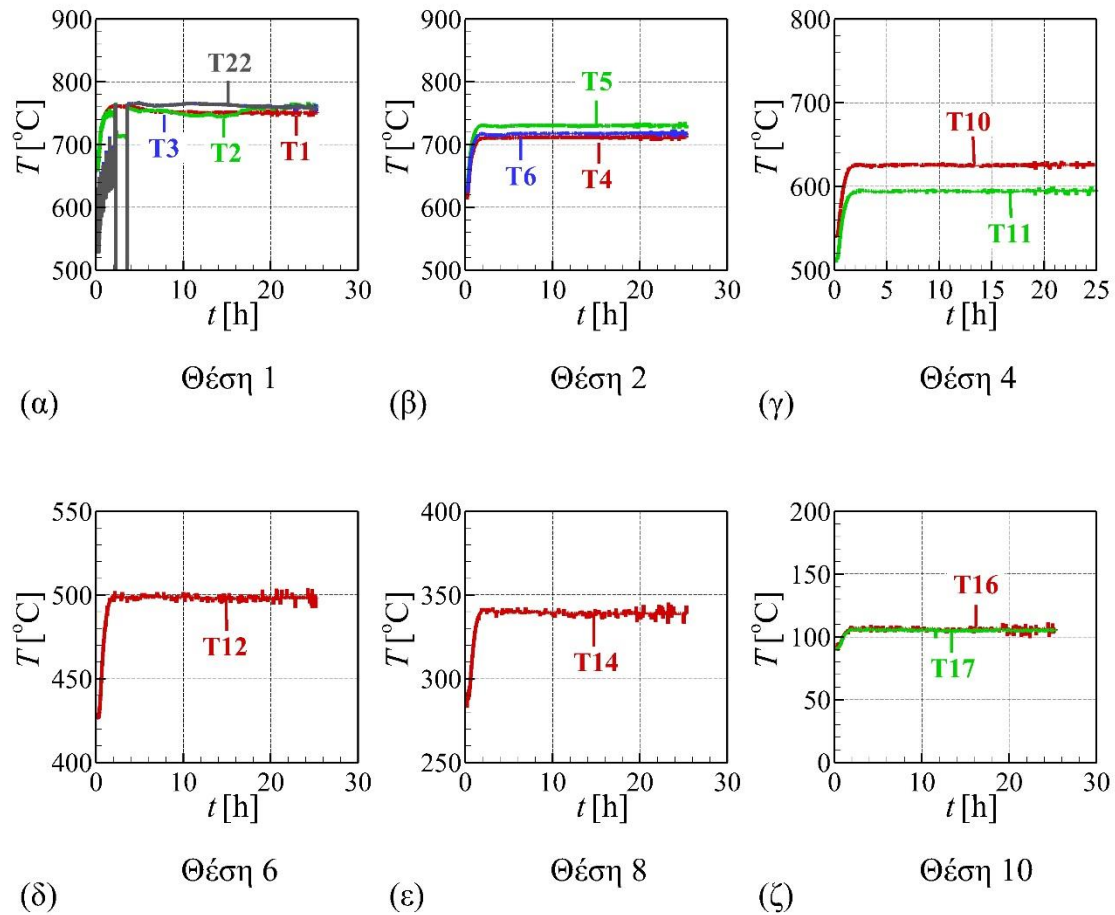 900
800
700
600
500
T [°C]
T22
T3
T2
T1
0
10
20
30
t [h]
Θέση 1
(α)
900
800
700
600
500
T [°C]
T5
T6
T4
0
10
20
30
t [h]
Θέση 2
(β)
800
700
600
500
T [°C]
T10
T11
0
5
10
15
20
25
t [h]
Θέση 4
(γ)
550
500
450
400
T [°C]
T12
0
10
20
30
t [h]
Θέση 6
(δ)
400
350
300
250
T [°C]
T14
0
10
20
30
t [h]
Θέση 8
(ε)
200
150
100
50
0
T [°C]
T16
T17
0
10
20
30
t [h]
Θέση 10
(ζ)